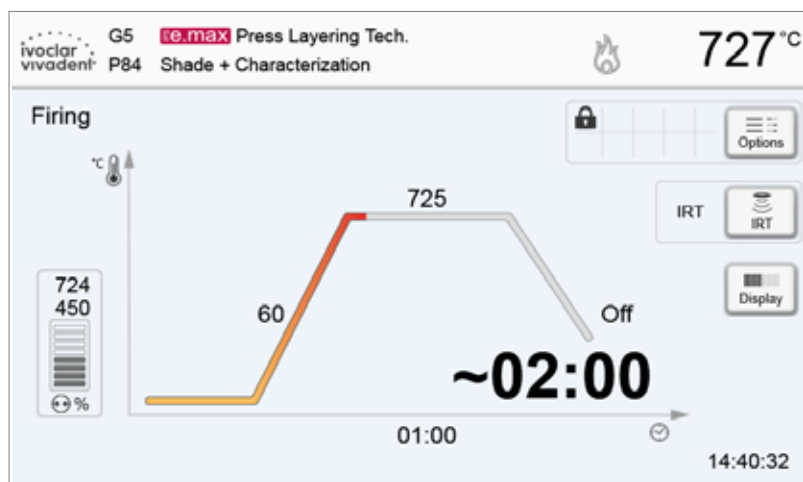 ivoclar vivadent G5 IPS e.max Press Layering Tech. 727°C
P84 Shade + Characterization
Firing
Options
°C
725
IRT
IRT
724
450
60
Off
Display
~02:00
%
01:00
14:40:32